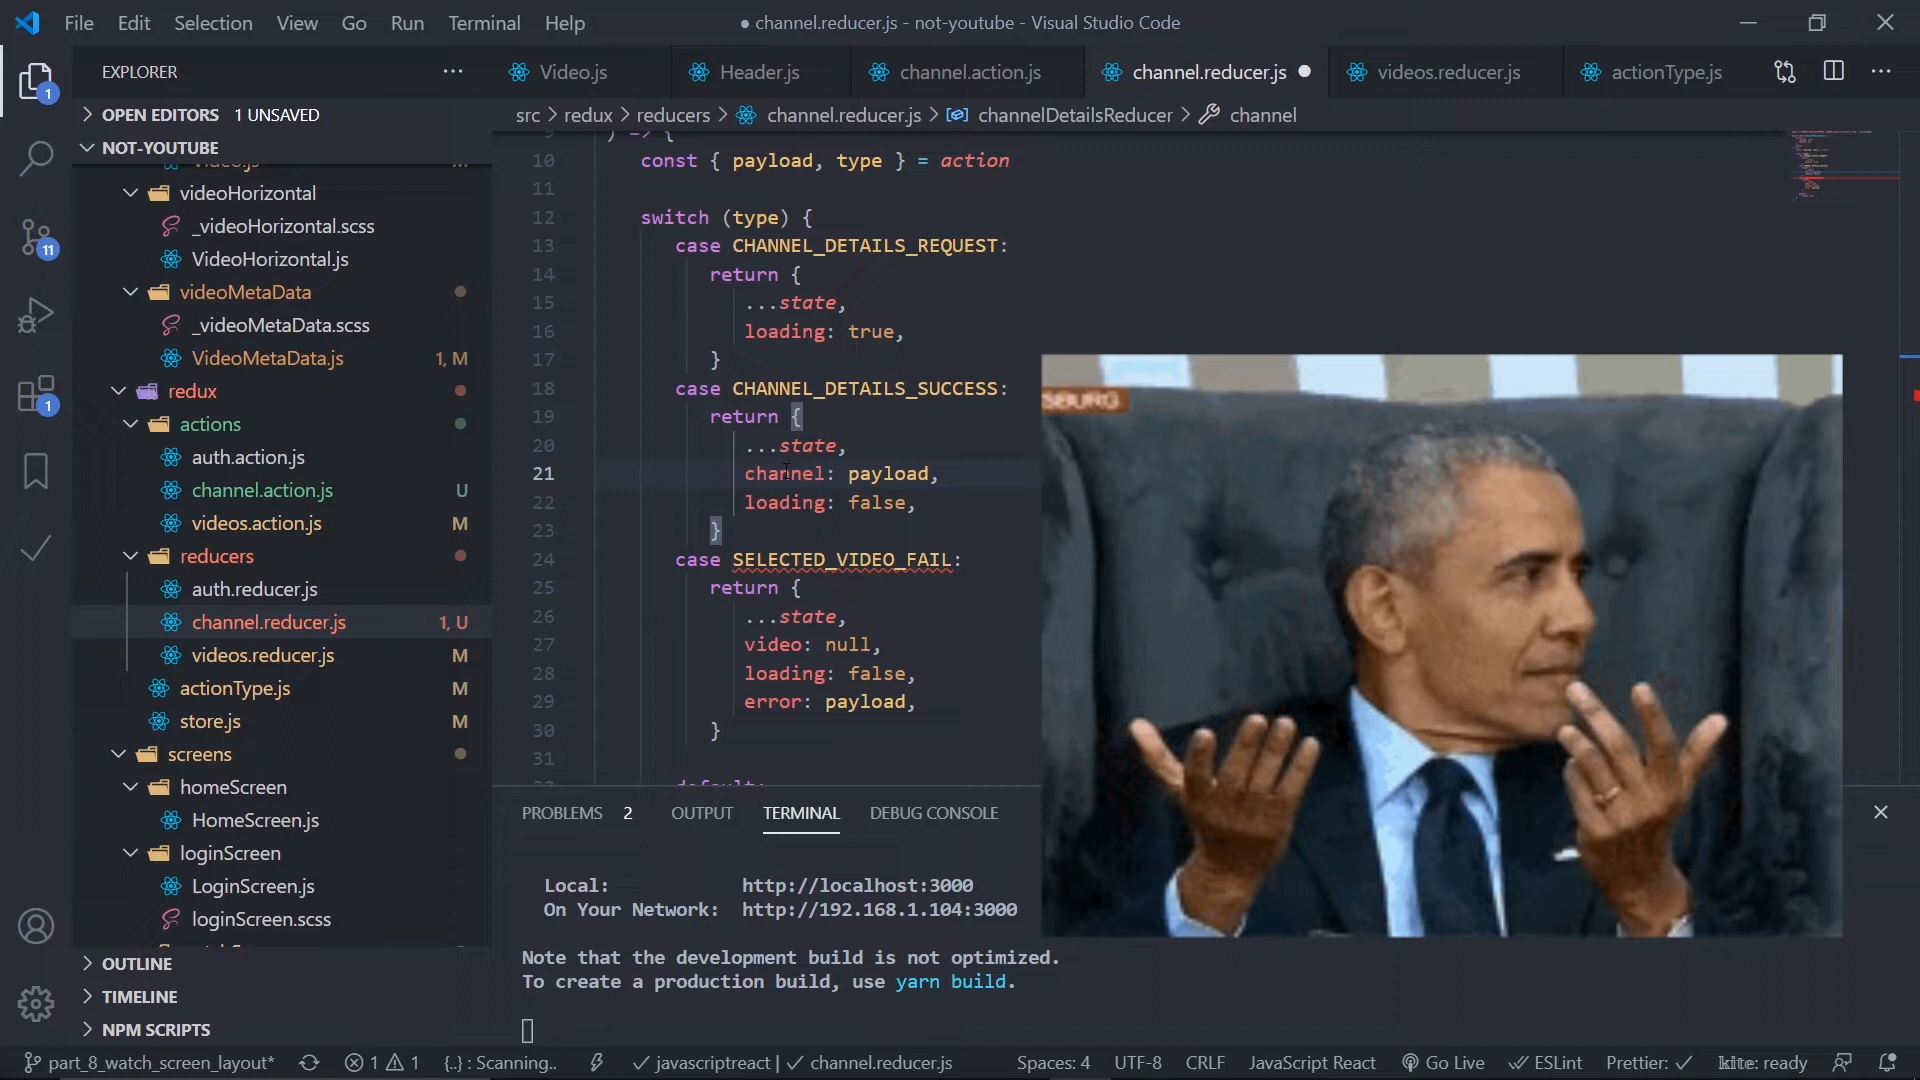 File Edit Selection View Go Run Terminal Help
● channel.reducer.js - not-youtube - Visual Studio Code
EXPLORER
Video.js
Header.js
channel.action.js
channel.reducer.js
videos.reducer.js
actionType.js
OPEN EDITORS 1 UNSAVED
src > redux > reducers > channel.reducer.js > channelDetailsReducer > channel
NOT-YOUTUBE
videoHorizontal
_videoHorizontal.scss
VideoHorizontal.js
videoMetaData
_videoMetaData.scss
VideoMetaData.js 1, M
redux
actions
auth.action.js
channel.action.js U
videos.action.js M
reducers
auth.reducer.js
channel.reducer.js 1, U
videos.reducer.js M
actionType.js M
store.js M
screens
homeScreen
HomeScreen.js
loginScreen
LoginScreen.js
loginScreen.scss
OUTLINE
TIMELINE
NPM SCRIPTS
1
11
1
) => {
10 const { payload, type } = action
11
12 switch (type) {
13 case CHANNEL_DETAILS_REQUEST:
14 return {
15 ...state,
16 loading: true,
17 }
18 case CHANNEL_DETAILS_SUCCESS:
19 return {
20 ...state,
21 channel: payload,
22 loading: false,
23 }
24 case SELECTED_VIDEO_FAIL:
25 return {
26 ...state,
27 video: null,
28 loading: false,
29 error: payload,
30 }
31
default:
SBURG
PROBLEMS 2 OUTPUT TERMINAL DEBUG CONSOLE
Local: http://localhost:3000
On Your Network: http://192.168.1.104:3000
Note that the development build is not optimized.
To create a production build, use yarn build.
part_8_watch_screen_layout* 1 1 {..} : Scanning.. javascriptreact | channel.reducer.js Spaces: 4 UTF-8 CRLF JavaScript React Go Live ESLint Prettier: ✓ kite: ready